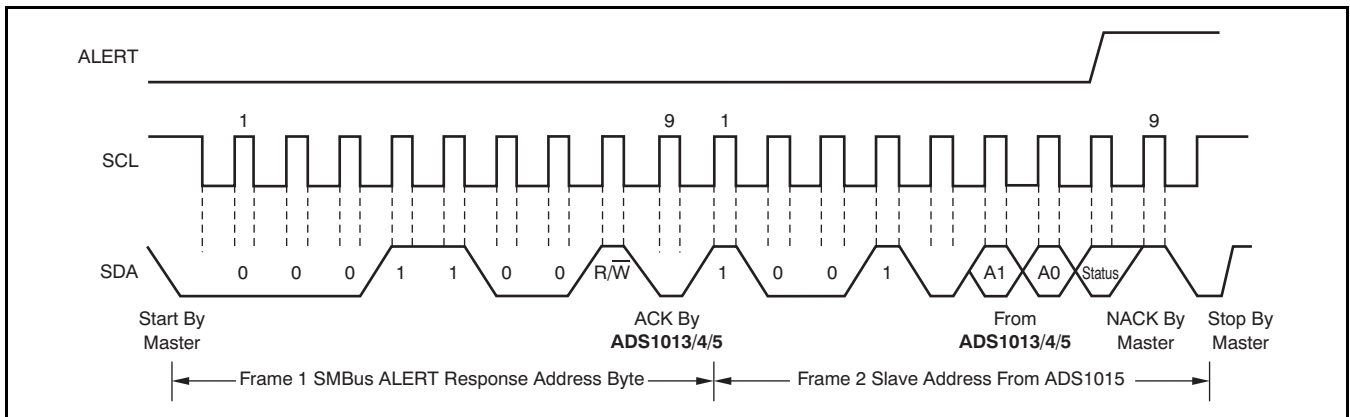 ALERT
1 9 1 9
SCL
SDA 0 0 0 1 1 0 0 R/W̅ 1 0 0 1 A1 A0 Status
Start By Master
ACK By ADS1013/4/5
From ADS1013/4/5
NACK By Master
Stop By Master
Frame 1 SMBus ALERT Response Address Byte
Frame 2 Slave Address From ADS1015